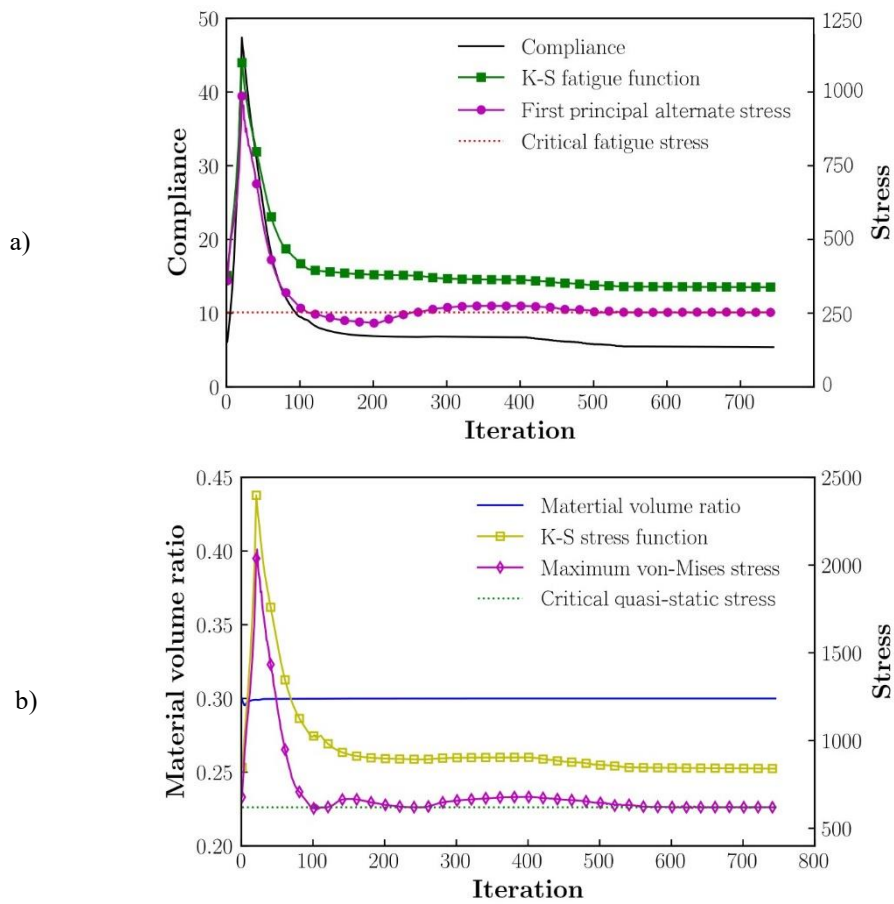 a)
Compliance
50
40
30
20
10
0
Compliance
K-S fatigue function
First principal alternate stress
Critical fatigue stress
1250
1000
750
500
250
0
Stress
0 100 200 300 400 500 600 700
Iteration
b)
Material volume ratio
0.45
0.40
0.35
0.30
0.25
0.20
Matertial volume ratio
K-S stress function
Maximum von-Mises stress
Critical quasi-static stress
2500
2000
1500
1000
500
Stress
0 100 200 300 400 500 600 700 800
Iteration